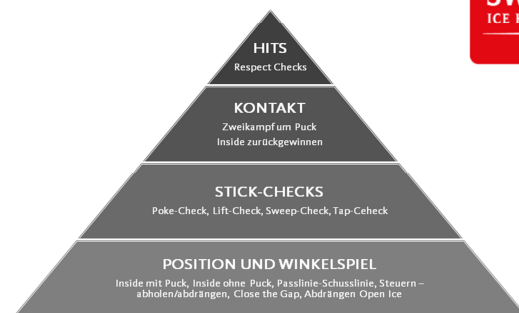 ICE
HITS
Respect Checks
KONTAKT
Zweikampf um Puck
Inside zurückgewinnen
STICK-CHECKS
Poke-Check, Lift-Check, Sweep-Check, Tap-Ceheck
POSITION UND WINKELSPIEL
Inside mit Puck, Inside ohne Puck, Passlinie-Schusslinie, Steuern –
abholen/abdrängen, Close the Gap, Abdrängen Open Ice